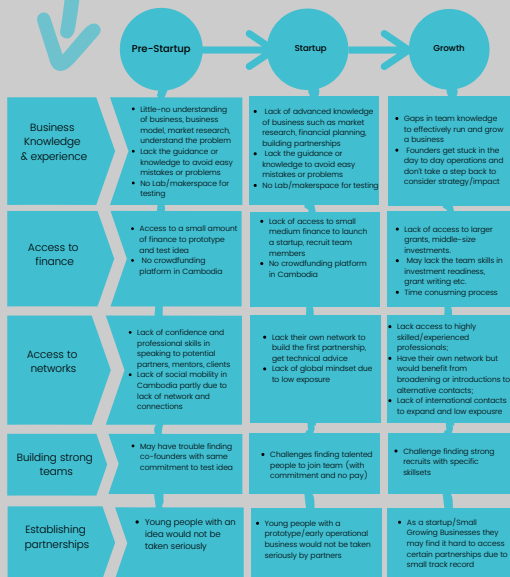 Pre-Startup
Startup
Growth
Business
Knowledge
& experience
• Little-no understanding
of business, business
model, market research,
understand the problem
• Lack the guidance or
knowledge to avoid easy
mistakes or problems
• No Lab/makerspace for
testing
• Lack of advanced knowledge
of business such as market
research, financial planning,
building partnerships
• Lack the guidance or
knowledge to avoid easy
mistakes or problems
• No Lab/makerspace for testing
• Gaps in team knowledge
to effectively run and grow
a business
• Founders get stuck in the
day to day operations and
don't take a step back to
consider strategy/impact
Access to
finance
• Access to a small amount
of finance to prototype
and test idea
• No crowdfunding
platform in Cambodia
• Lack of access to small
medium finance to launch
a startup, recruit team
members
• No crowdfunding platform
in Cambodia
• Lack of access to larger
grants, middle-size
investments.
• May lack the team skills in
investment readiness,
grant writing etc.
• Time conusming process
Access to
networks
• Lack of confidence and
professional skills in
speaking to potential
partners, mentors, clients
• Lack of social mobility in
Cambodia partly due to
lack of network and
connections
• Lack their own network to
build the first partnership,
get technical advice
• Lack of global mindset due
to low exposure
• Lack access to highly
skilled/experienced
professionals;
• Have their own network but
would benefit from
broadening or introductions to
alternative contacts;
• Lack of international contacts
to expand and low expousre
Building strong
teams
• May have trouble finding
co-founders with same
commitment to test idea
• Challenges finding talented
people to join team (with
commitment and no pay)
• Challenge finding strong
recruits with specific
skillsets
Establishing
partnerships
• Young people with an
idea would not be
taken seriously
• Young people with a
prototype/early operational
business would not be taken
seriously by partners
• As a startup/Small
Growing Businesses they
may find it hard to access
certain partnerships due to
small track record